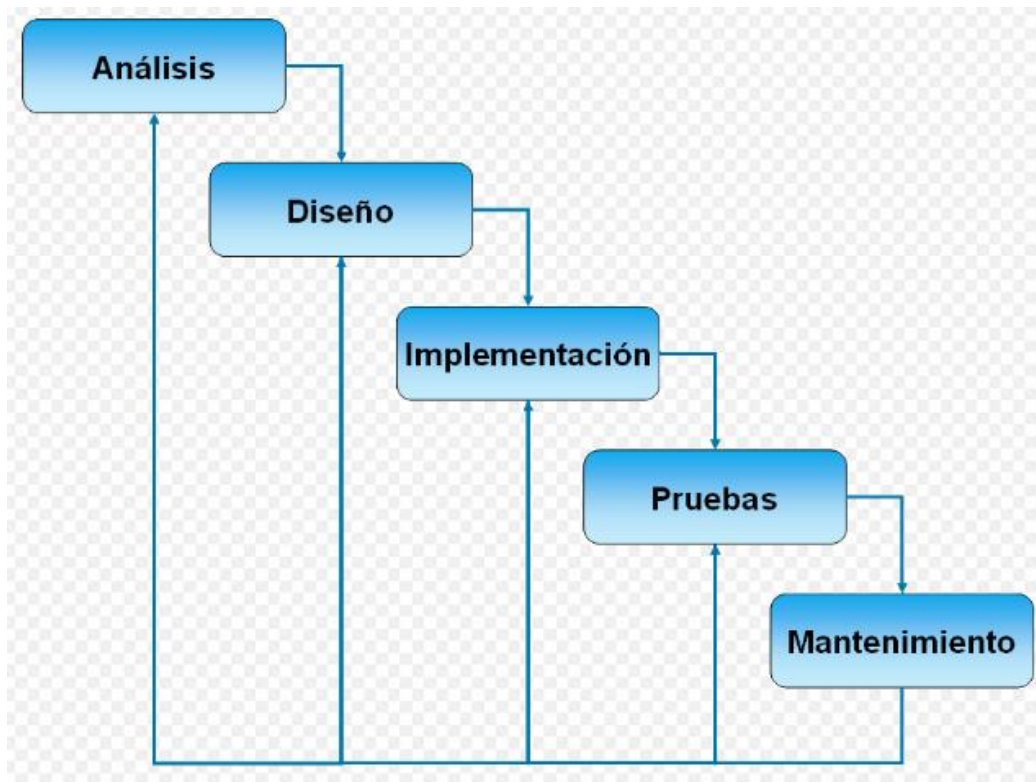 Análisis
Diseño
Implementación
Pruebas
Mantenimiento